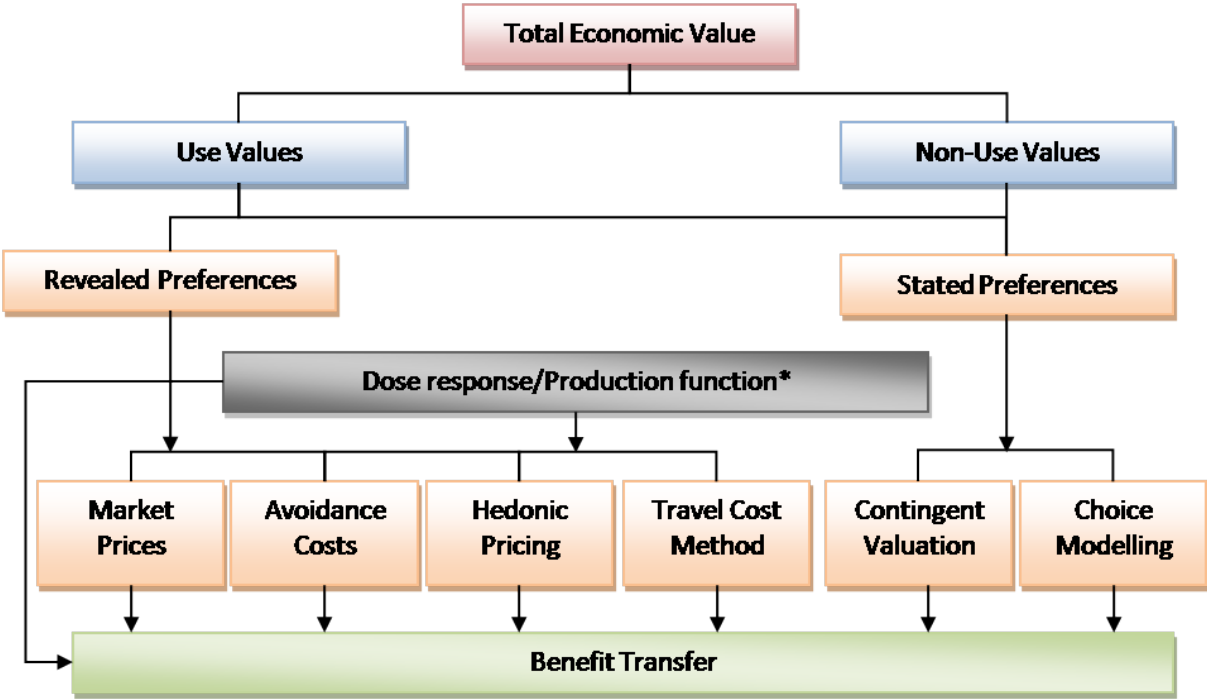 Total Economic Value
Use Values
Non-Use Values
Revealed Preferences
Stated Preferences
Dose response/Production function*
Market
Prices
Avoidance
Costs
Hedonic
Pricing
Travel Cost
Method
Contingent
Valuation
Choice
Modelling
Benefit Transfer